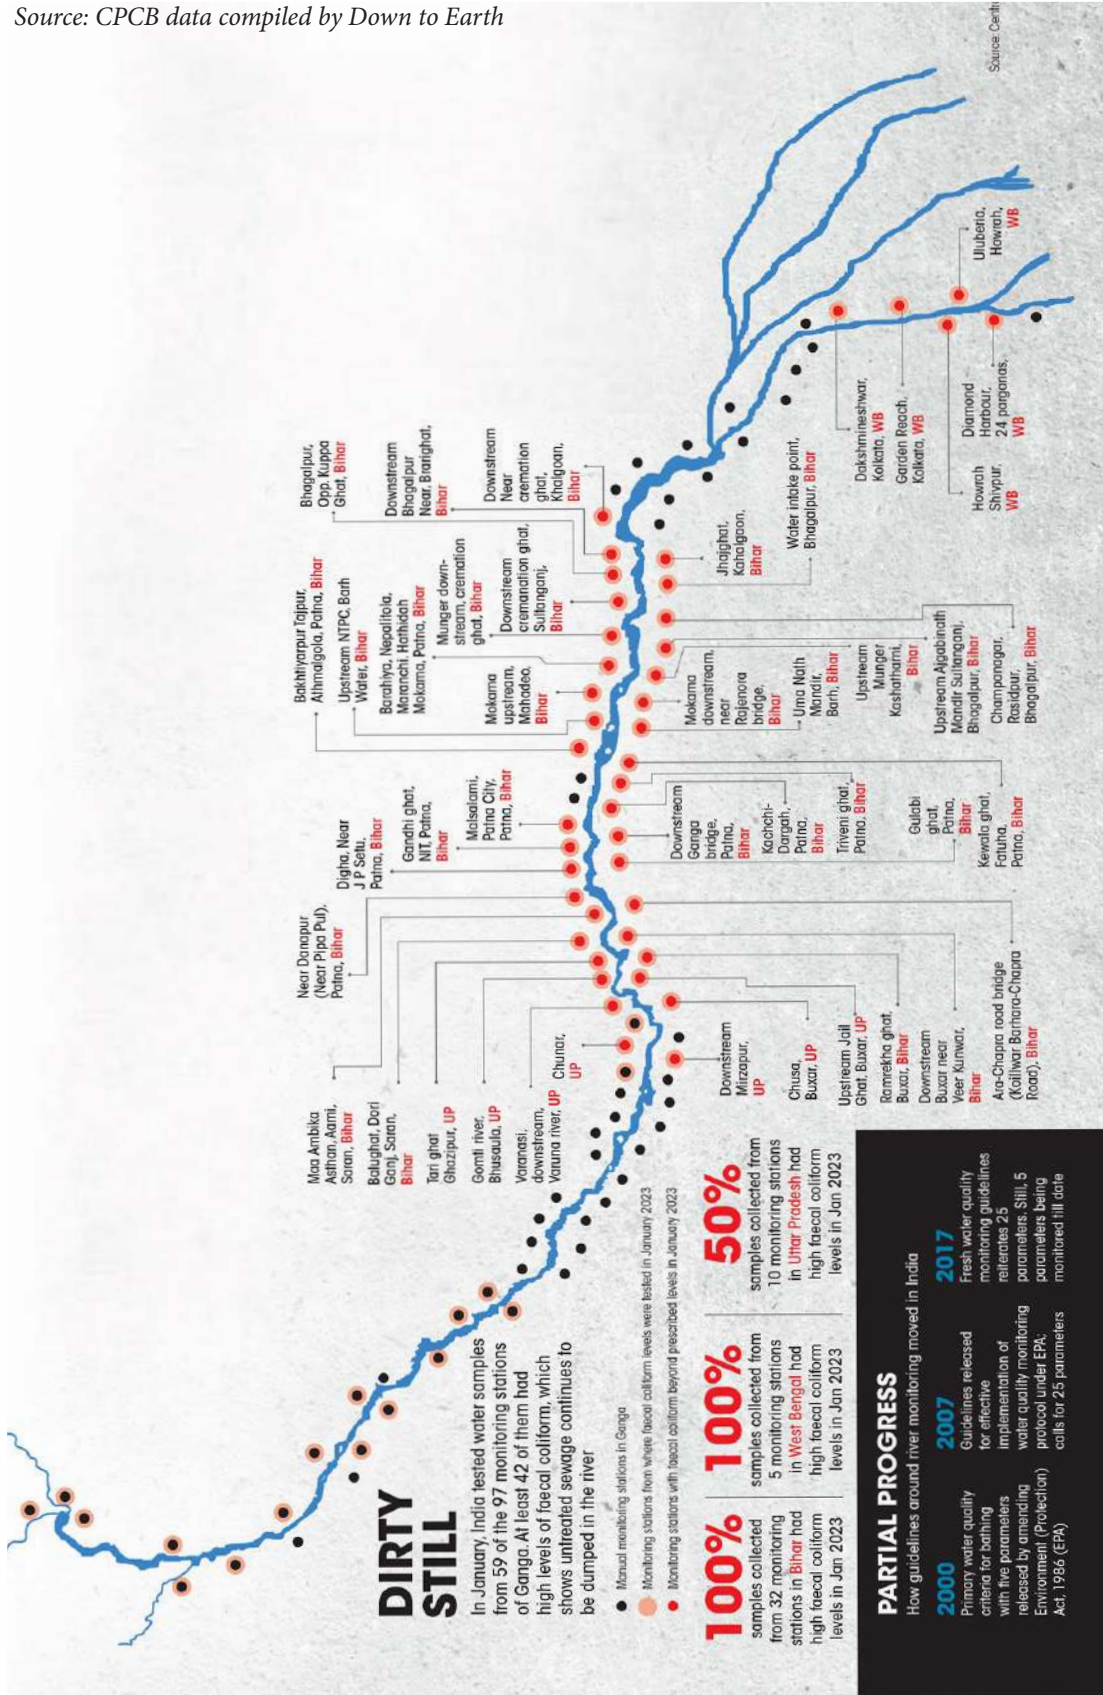 Source: CPCB data compiled by Down to Earth
DIRTY
STILL
In January, India tested water samples
from 59 of the 97 monitoring stations
of Ganga. At least 42 of them had
high levels of faecal coliform, which
shows untreated sewage continues to
be dumped in the river
Manual monitoring stations in Ganga
Monitoring stations from where faecal coliform levels were tested in January 2023
Monitoring stations with faecal coliform beyond prescribed levels in January 2023
100%
samples collected
from 32 monitoring
stations in Bihar had
high faecal coliform
levels in Jan 2023
100%
samples collected from
5 monitoring stations
in West Bengal had
high faecal coliform
levels in Jan 2023
50%
samples collected from
10 monitoring stations
in Uttar Pradesh had
high faecal coliform
levels in Jan 2023
PARTIAL PROGRESS
How guidelines around river monitoring moved in India
2000
Primary water quality
criteria for bathing
with five parameters
released by amending
Environment (Protection)
Act, 1986 (EPA)
2007
Guidelines released
for effective
implementation of
water quality monitoring
protocol under EPA;
calls for 25 parameters
2017
Fresh water quality
monitoring guidelines
reiterates 25
parameters. Still, 5
parameters being
monitored till date
Maa Ambika
Asthan, Aami,
Saran, Bihar
Balughat, Dori
Ganj, Saran,
Bihar
Tari ghat
Ghazipur, UP
Gomti river,
Bhusaula, UP
Varanasi,
downstream,
Varuna river, UP
Chunar,
UP
Near Danapur
(Near Pipa Pul),
Patna, Bihar
Digha, Near
J P Setu,
Patna, Bihar
Gandhi ghat,
NIT, Patna,
Bihar
Malsalami,
Patna City,
Patna, Bihar
Bakhtiyarpur Tajpur,
Athmalgola, Patna, Bihar
Upstream NTPC, Barh
Water, Bihar
Barahiya, Nepalitola,
Maranchi, Hathidah
Mokama, Patna, Bihar
Mokama
upstream,
Mahadeo,
Bihar
Munger down-
stream, cremation
ghat, Bihar
Downstream
cremanation ghat,
Sultanganj,
Bihar
Bhagalpur,
Opp. Kuppa
Ghat, Bihar
Downstream
Bhagalpur
Near, Barighat,
Bihar
Downstream
Near
cremation
ghat,
Khalgoan,
Bihar
Downstream
Mirzapur,
UP
Chusa,
Buxar, UP
Upstream Jail
Ghat, Buxar, UP
Ramrekha ghat,
Buxar, Bihar
Downstream
Buxar near
Veer Kunwar,
Bihar
Ara-Chapra road bridge
(Koilwar Barhara-Chapra
Road), Bihar
Downstream
Ganga
bridge,
Patna,
Bihar
Kachchi-
Dargah,
Patna,
Bihar
Triveni ghat,
Patna, Bihar
Gulabi
ghat,
Patna,
Bihar
Kewala ghat,
Fatuha,
Patna, Bihar
Mokama
downstream,
near
Rajenora
bridge,
Bihar
Uma Nath
Mandir,
Barh, Bihar
Upstream
Munger
Kashatharni,
Bihar
Upstream Ajgabinath
Mandir Sultanganj,
Bhagalpur, Bihar
Champanagar,
Rasidpur,
Bhagalpur, Bihar
Jhajghat,
Kahalgaon,
Bihar
Water intake point,
Bhagalpur, Bihar
Dakshmineshwar,
Kolkata, WB
Garden Reach,
Kolkata, WB
Howrah
Shivpur,
WB
Diamond
Harbour,
24 parganas,
WB
Uluberia,
Howrah,
WB
Source: